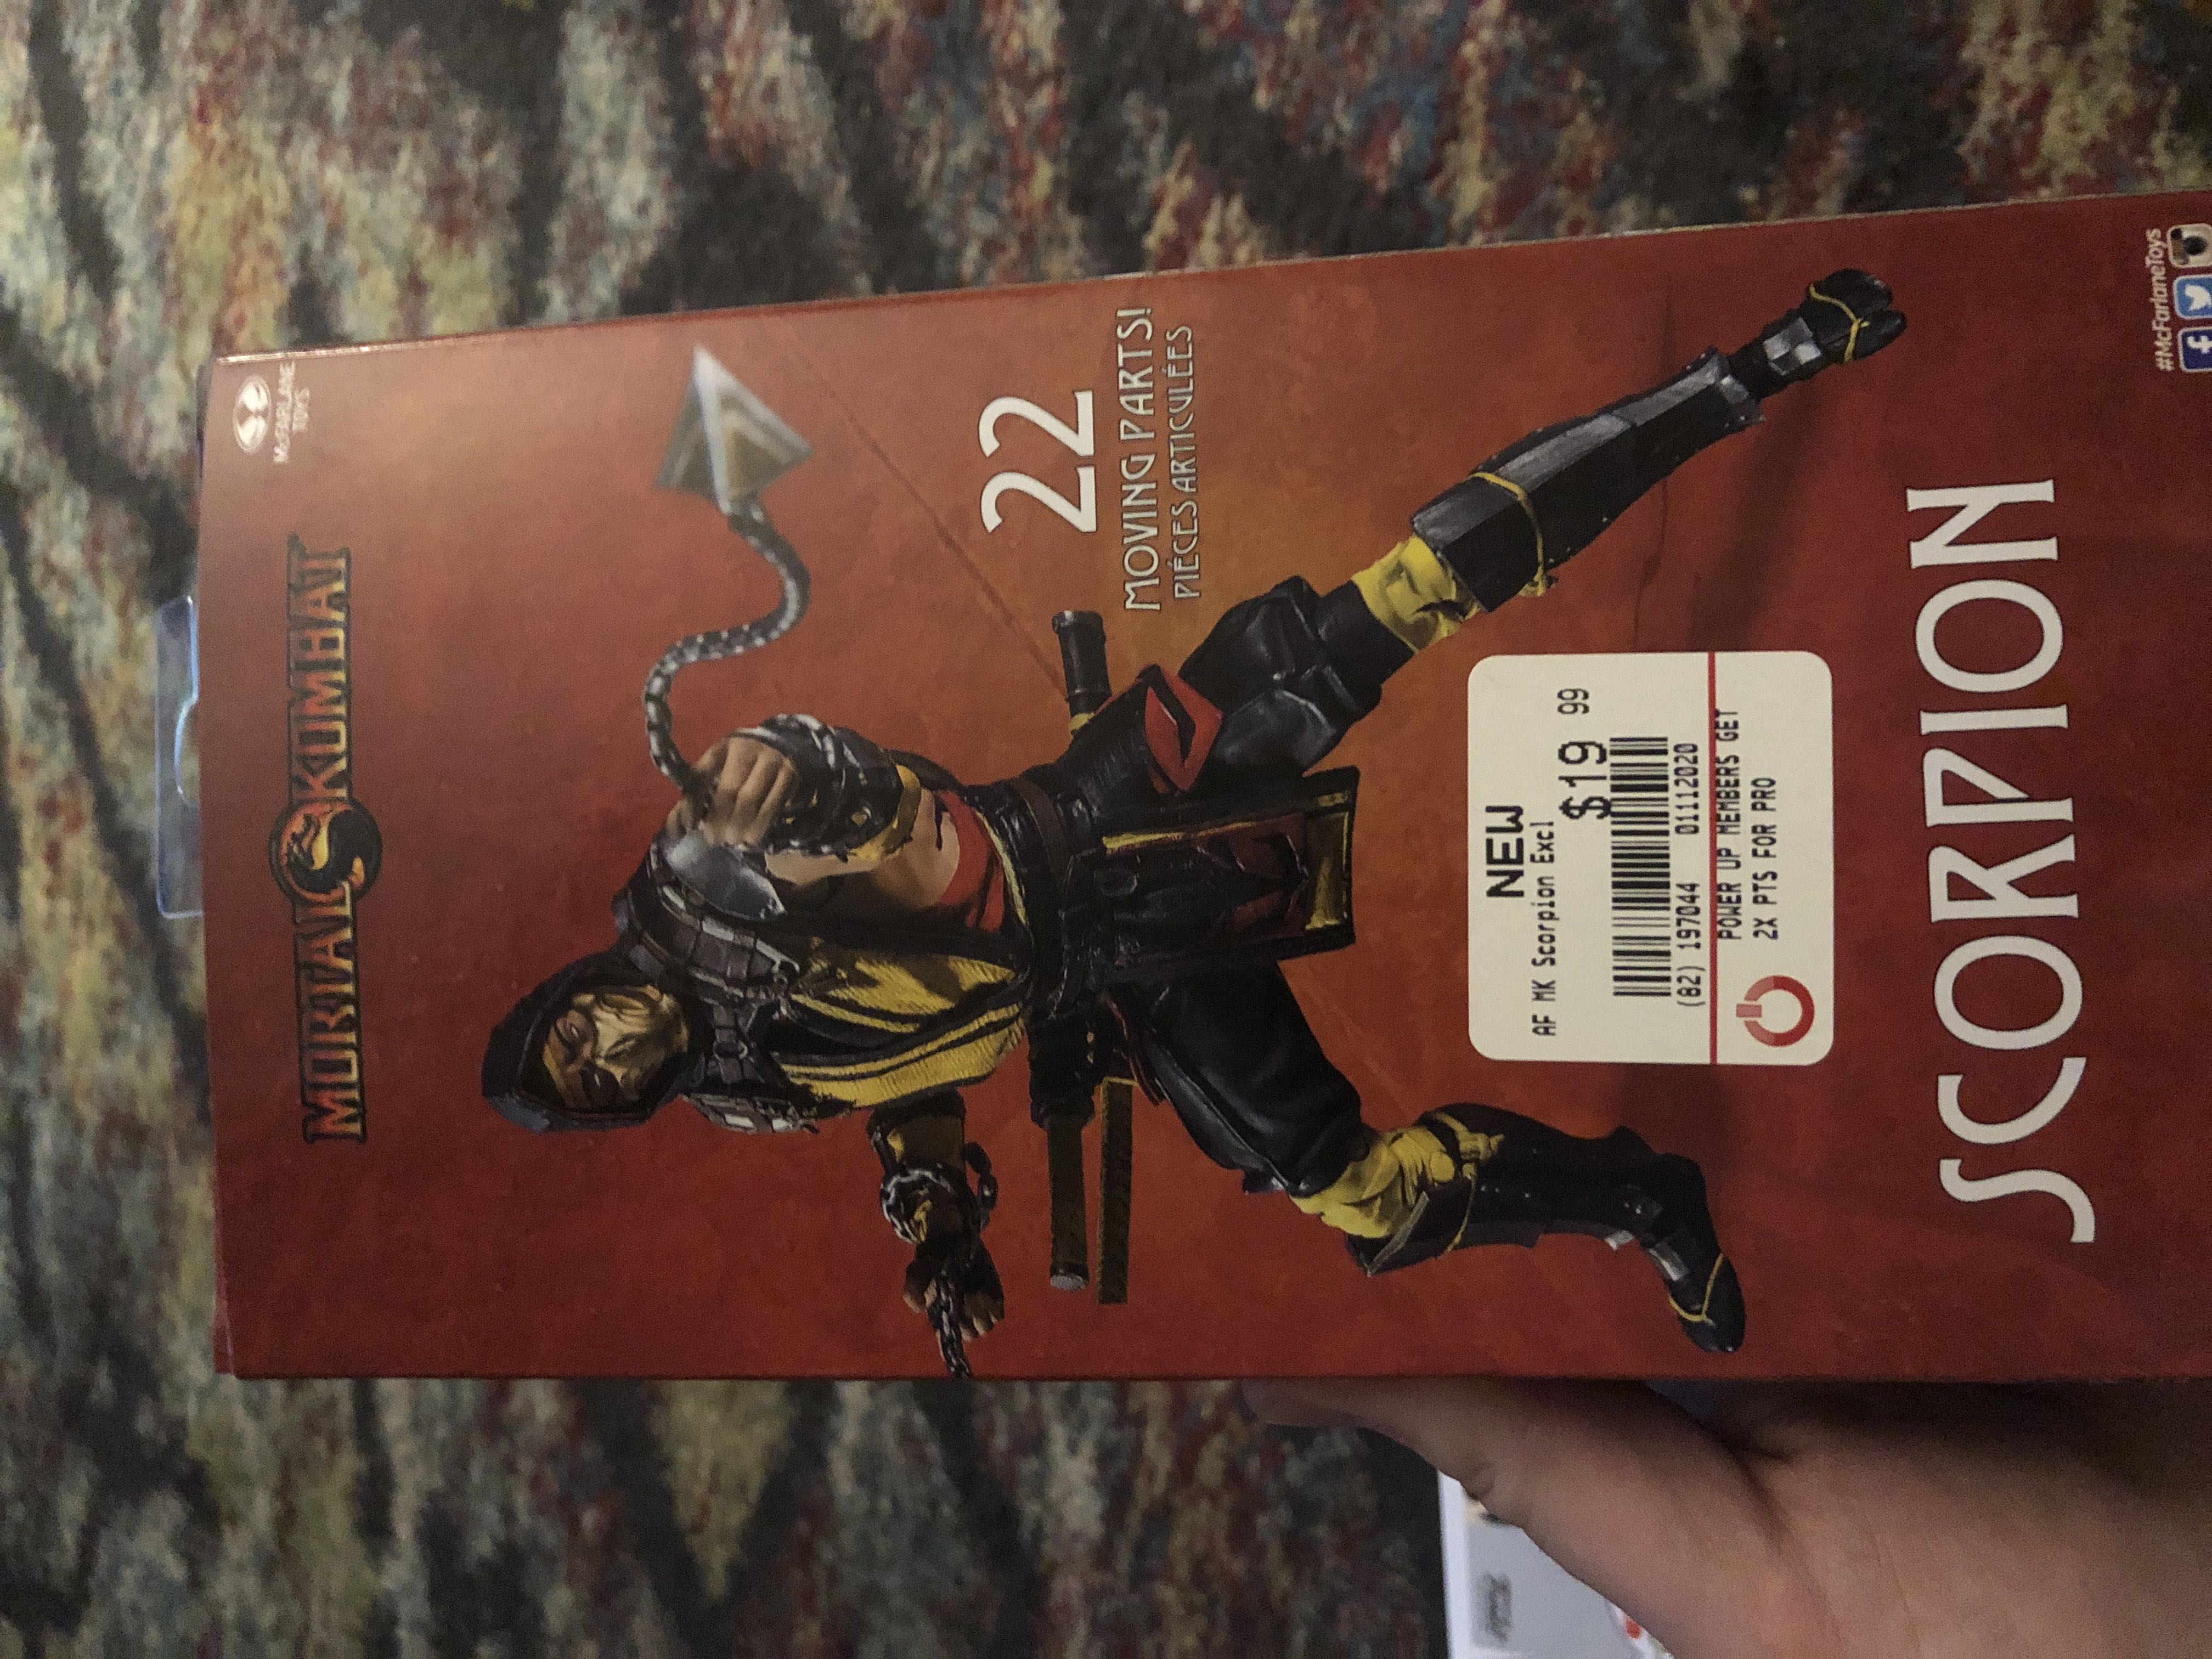 McFARLANE
TOYS
MORTAL KOMBAT
22
MOVING PARTS!
PIÉCES ARTICULÉES
NEW
AF MK Scorpion Excl
$19 99
(82) 197044 01112020
POWER UP MEMBERS GET
2X PTS FOR PRO
SCORPION
#McFarlaneToys